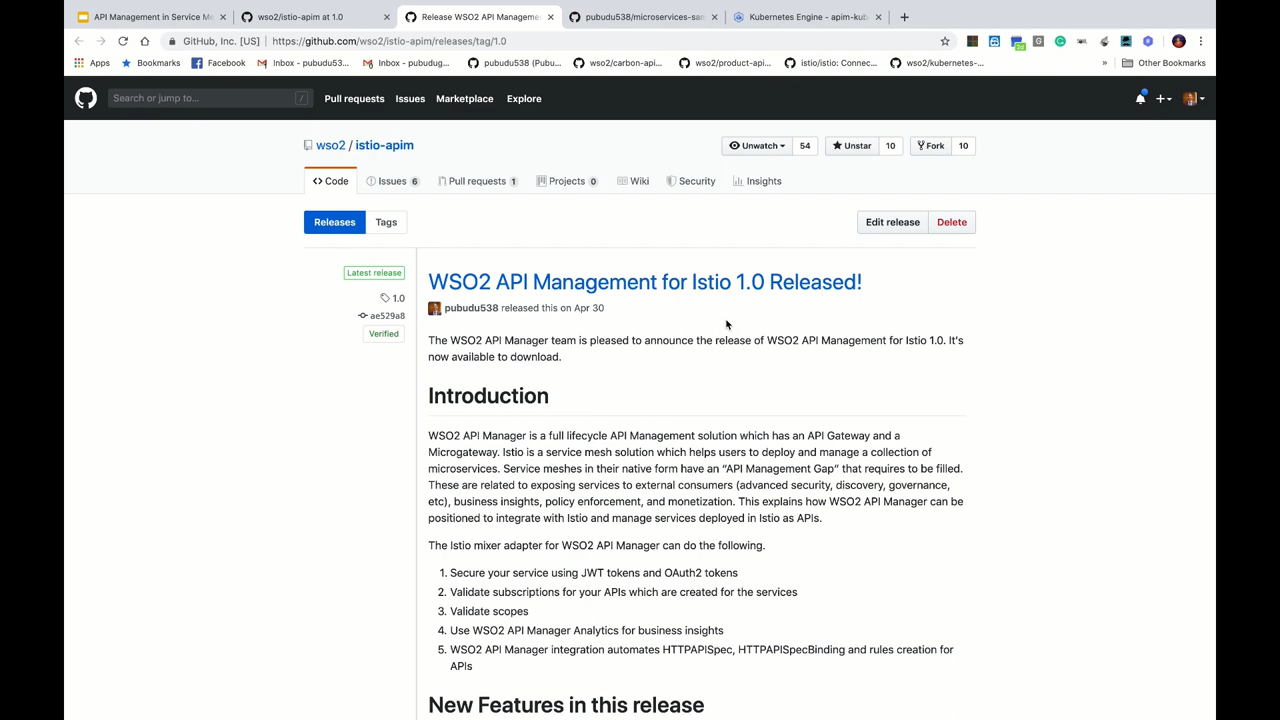 API Management in Service Me
wso2/istio-apim at 1.0
Release WSO2 API Manageme
pubudu538/microservices-sam
Kubernetes Engine - apim-kub
GitHub, Inc. [US] | https://github.com/wso2/istio-apim/releases/tag/1.0
Apps
Bookmarks
Facebook
Inbox - pubudu53...
Inbox - pubudug...
pubudu538 (Pubu...
wso2/carbon-api...
wso2/product-api...
istio/istio: Connec...
wso2/kubernetes-...
»
Other Bookmarks
Search or jump to...
/
Pull requests
Issues
Marketplace
Explore
wso2 / istio-apim
Unwatch 54
Unstar 10
Fork 10
Code
Issues 6
Pull requests 1
Projects 0
Wiki
Security
Insights
Releases
Tags
Edit release
Delete
Latest release
1.0
ae529a8
Verified
WSO2 API Management for Istio 1.0 Released!
pubudu538 released this on Apr 30
The WSO2 API Manager team is pleased to announce the release of WSO2 API Management for Istio 1.0. It's
now available to download.
Introduction
WSO2 API Manager is a full lifecycle API Management solution which has an API Gateway and a
Microgateway. Istio is a service mesh solution which helps users to deploy and manage a collection of
microservices. Service meshes in their native form have an “API Management Gap” that requires to be filled.
These are related to exposing services to external consumers (advanced security, discovery, governance,
etc), business insights, policy enforcement, and monetization. This explains how WSO2 API Manager can be
positioned to integrate with Istio and manage services deployed in Istio as APIs.
The Istio mixer adapter for WSO2 API Manager can do the following.
1. Secure your service using JWT tokens and OAuth2 tokens
2. Validate subscriptions for your APIs which are created for the services
3. Validate scopes
4. Use WSO2 API Manager Analytics for business insights
5. WSO2 API Manager integration automates HTTPAPISpec, HTTPAPISpecBinding and rules creation for
APIs
New Features in this release